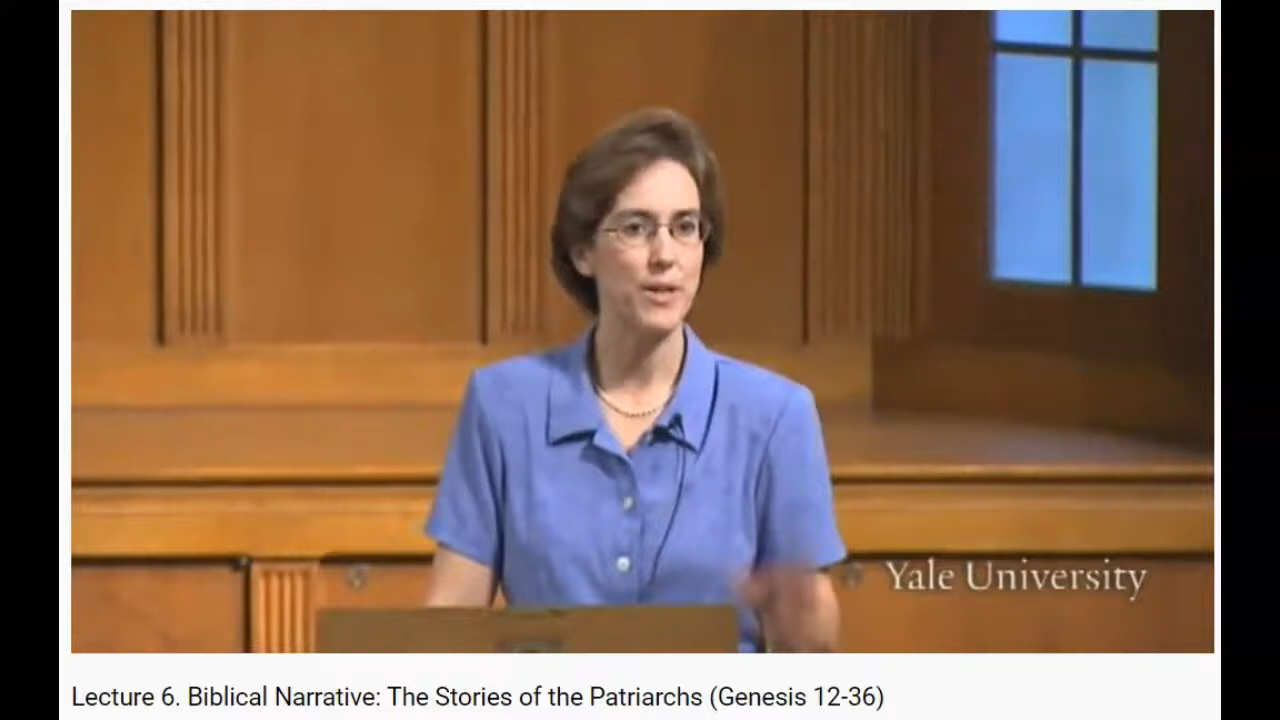 Yale University
Lecture 6. Biblical Narrative: The Stories of the Patriarchs (Genesis 12-36)